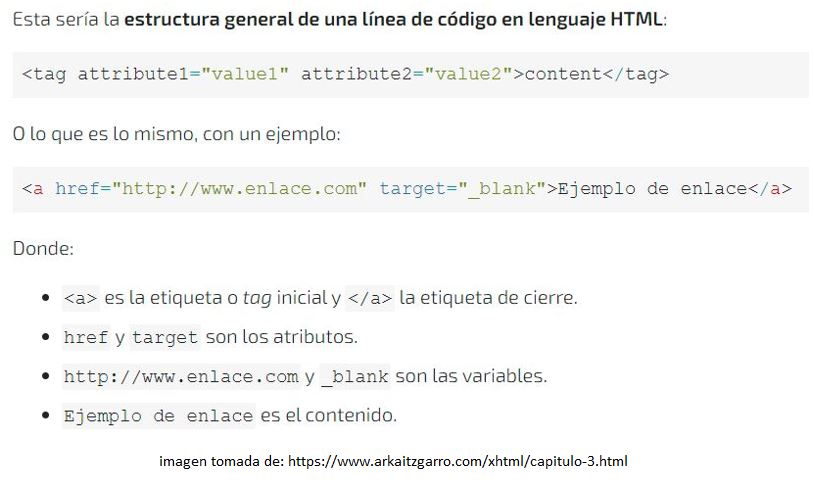 Esta sería la estructura general de una línea de código en lenguaje HTML:
<tag attribute1="value1" attribute2="value2">content</tag>
O lo que es lo mismo, con un ejemplo:
<a href="http://www.enlace.com" target="_blank">Ejemplo de enlace</a>
Donde:
• <a> es la etiqueta o tag inicial y </a> la etiqueta de cierre.
• href y target son los atributos.
• http://www.enlace.com y _blank son las variables.
• Ejemplo de enlace es el contenido.
imagen tomada de: https://www.arkaitzgarro.com/xhtml/capitulo-3.html